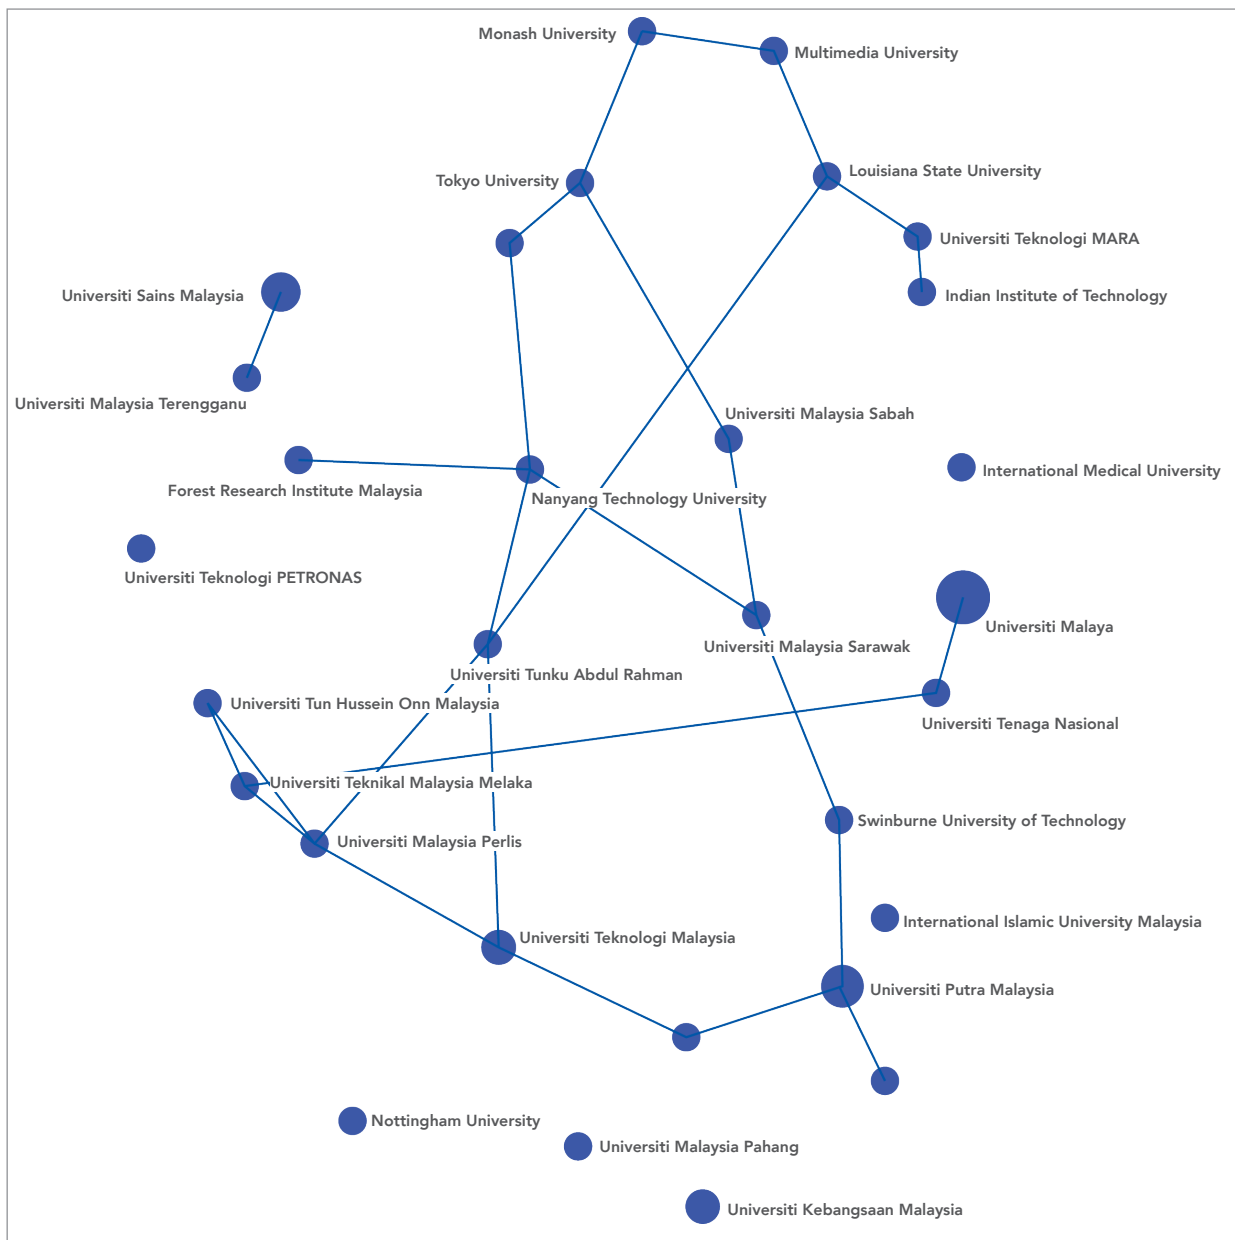 Monash University
Multimedia University
Louisiana State University
Tokyo University
Universiti Teknologi MARA
Universiti Sains Malaysia
Indian Institute of Technology
Universiti Malaysia Terengganu
Universiti Malaysia Sabah
International Medical University
Forest Research Institute Malaysia
Nanyang Technology University
Universiti Teknologi PETRONAS
Universiti Malaya
Universiti Malaysia Sarawak
Universiti Tunku Abdul Rahman
Universiti Tun Hussein Onn Malaysia
Universiti Tenaga Nasional
Universiti Teknikal Malaysia Melaka
Swinburne University of Technology
Universiti Malaysia Perlis
International Islamic University Malaysia
Universiti Teknologi Malaysia
Universiti Putra Malaysia
Nottingham University
Universiti Malaysia Pahang
Universiti Kebangsaan Malaysia